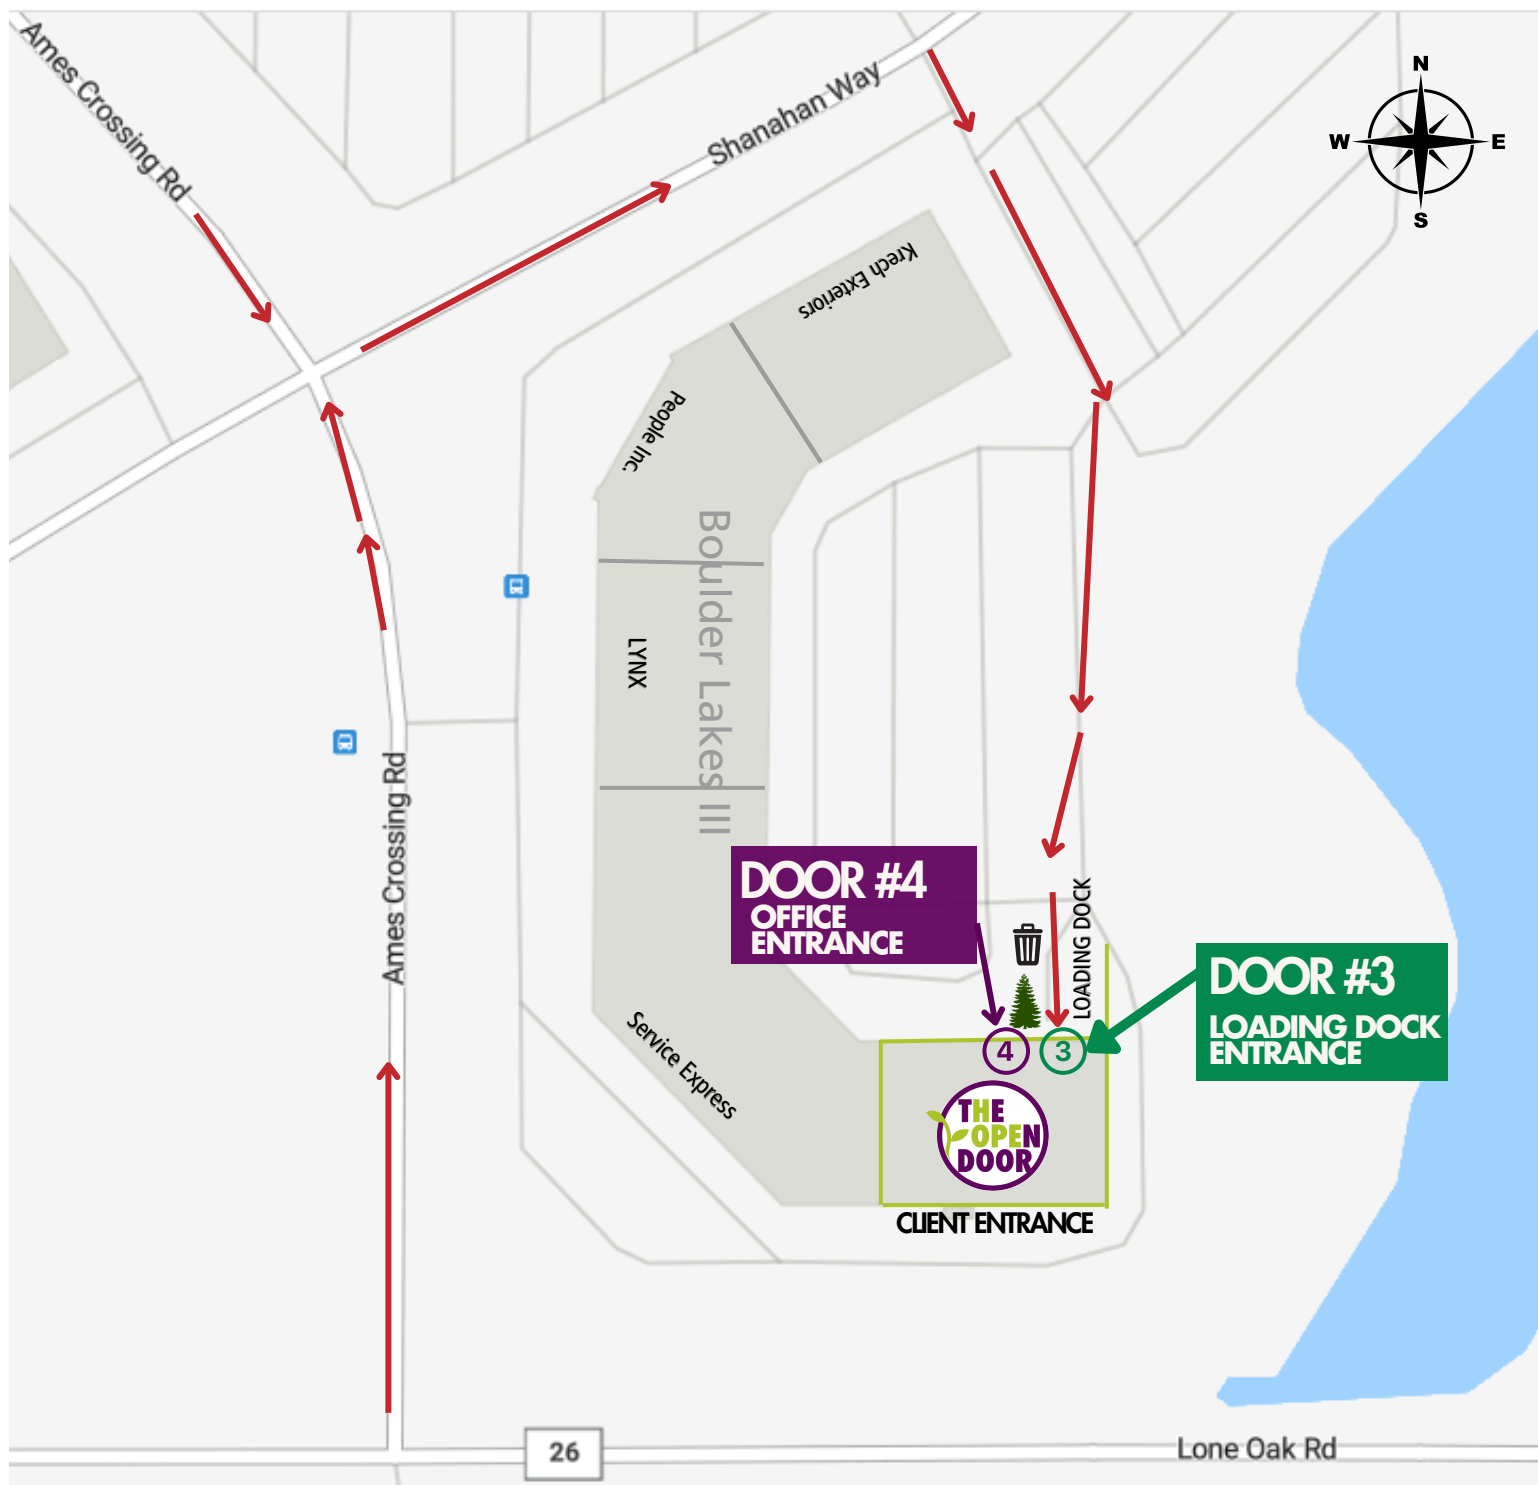 Ames Crossing Rd
Shanahan Way
N
W
E
S
Krech Exteriors
People Inc.
Boulder Lakes III
LYNX
Ames Crossing Rd
DOOR #4
OFFICE
ENTRANCE
LOADING DOCK
DOOR #3
LOADING DOCK
ENTRANCE
Service Express
4
3
THE
OPEN
DOOR
CLIENT ENTRANCE
26
Lone Oak Rd